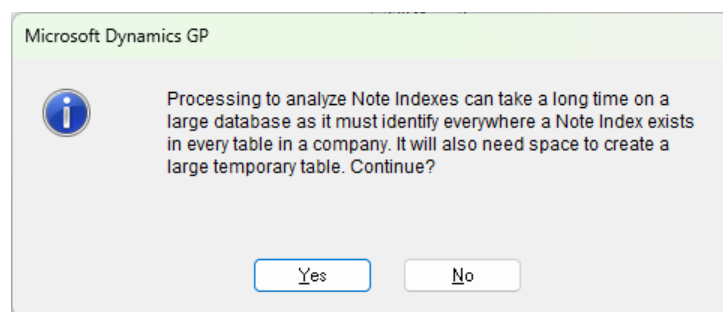 Microsoft Dynamics GP
Processing to analyze Note Indexes can take a long time on a
large database as it must identify everywhere a Note Index exists
in every table in a company. It will also need space to create a
large temporary table. Continue?
Yes
No